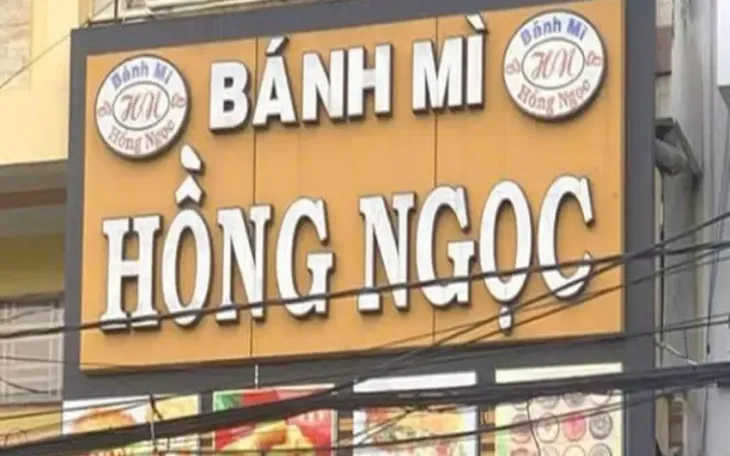 BÁNH MÌ
HỒNG NGỌC
Bánh Mì
HN
Hồng Ngọc
Bánh Mì
HN
Hồng Ngọc